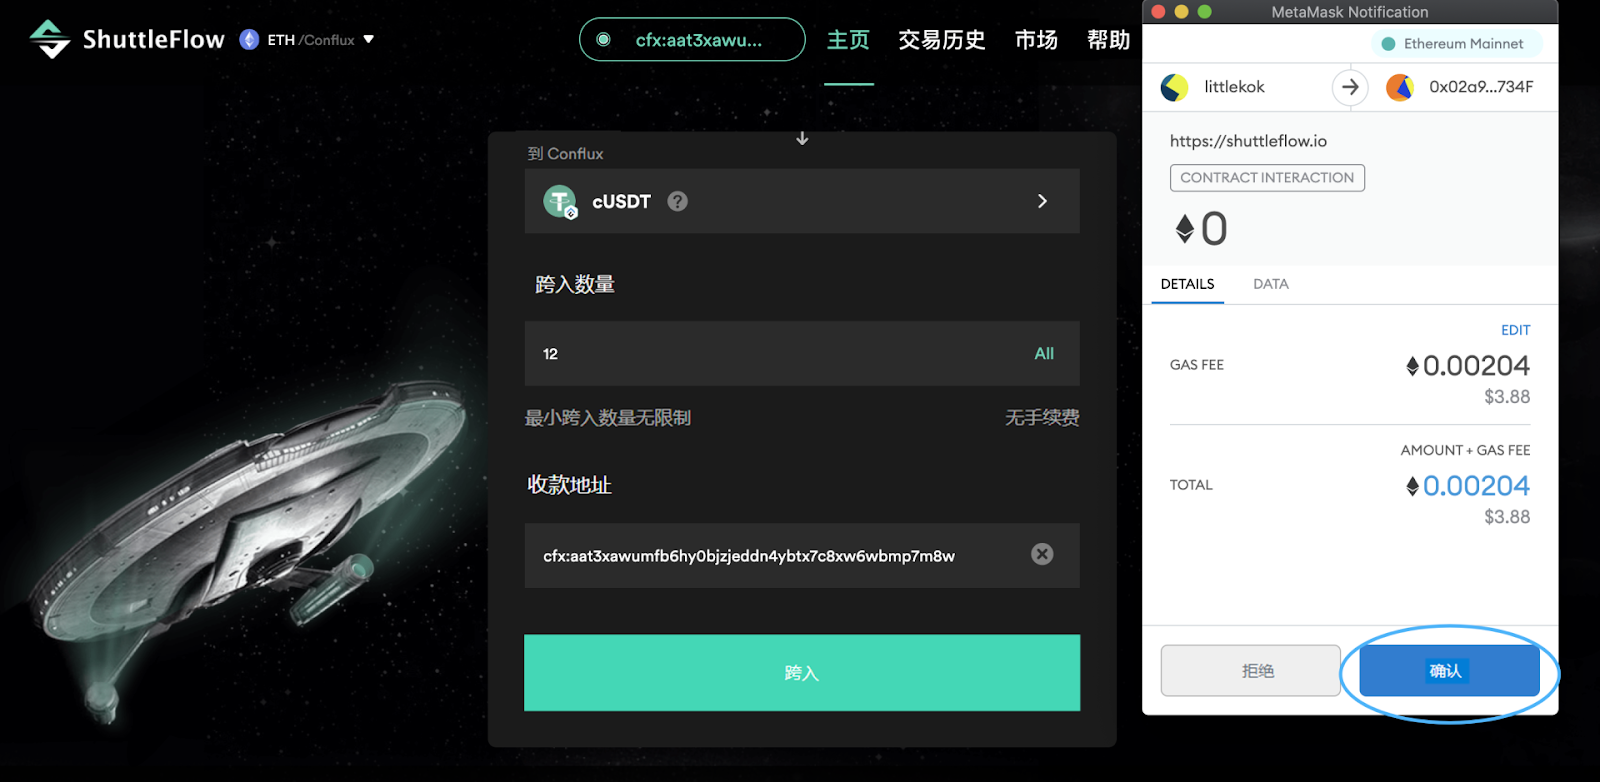 ShuttleFlow
ETH /Conflux
cfx:aat3xawu...
主页
交易历史
市场
帮助
到 Conflux
cUSDT ?
跨入数量
12
All
最小跨入数量无限制
无手续费
收款地址
cfx:aat3xawumfb6hy0bjzjeddn4ybtx7c8xw6wbmp7m8w
跨入
MetaMask Notification
Ethereum Mainnet
littlekok
0x02a9...734F
https://shuttleflow.io
CONTRACT INTERACTION
0
DETAILS
DATA
EDIT
GAS FEE
0.00204
$3.88
AMOUNT + GAS FEE
TOTAL
0.00204
$3.88
拒绝
确认